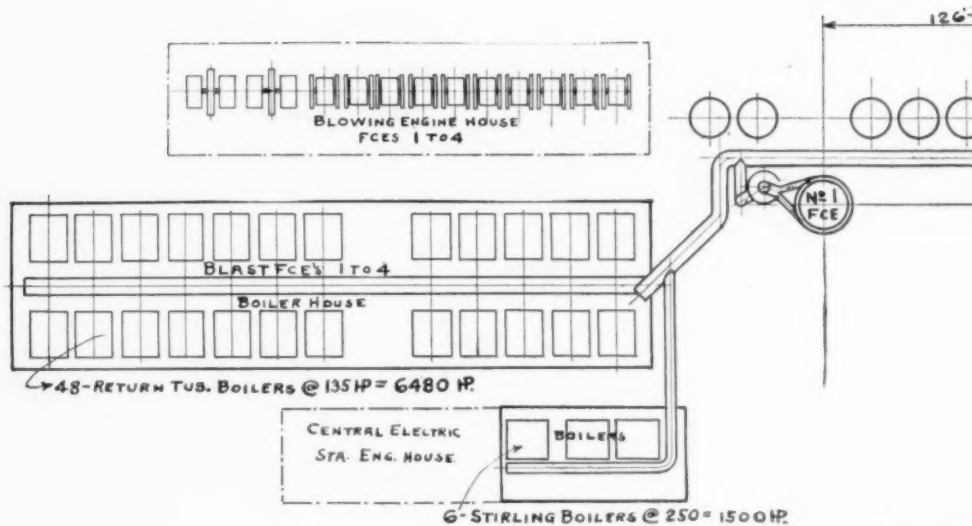 126'-
BLOWING ENGINE HOUSE
FCES 1 TO 4
Nº 1
FCE
BLAST FCE'S 1 TO 4
BOILER HOUSE
48-RETURN TUB. BOILERS @ 135 HP = 6480 HP.
CENTRAL ELECTRIC
STA. ENG. HOUSE
BOILERS
6-STIRLING BOILERS @ 250 = 1500 HP.